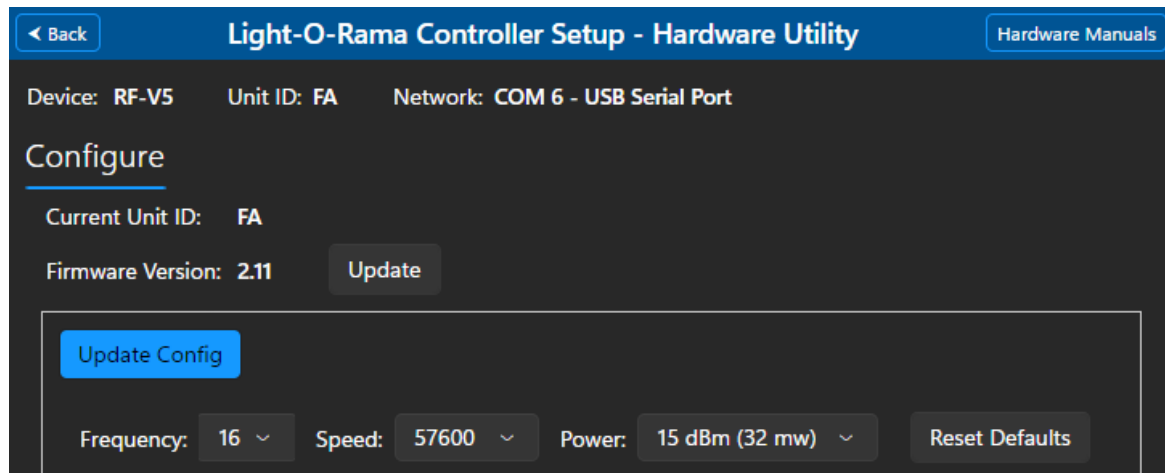 Back Light-O-Rama Controller Setup - Hardware Utility Hardware Manuals
Device: RF-V5 Unit ID: FA Network: COM 6 - USB Serial Port
Configure
Current Unit ID: FA
Firmware Version: 2.11 Update
Update Config
Frequency: 16 Speed: 57600 Power: 15 dBm (32 mw) Reset Defaults